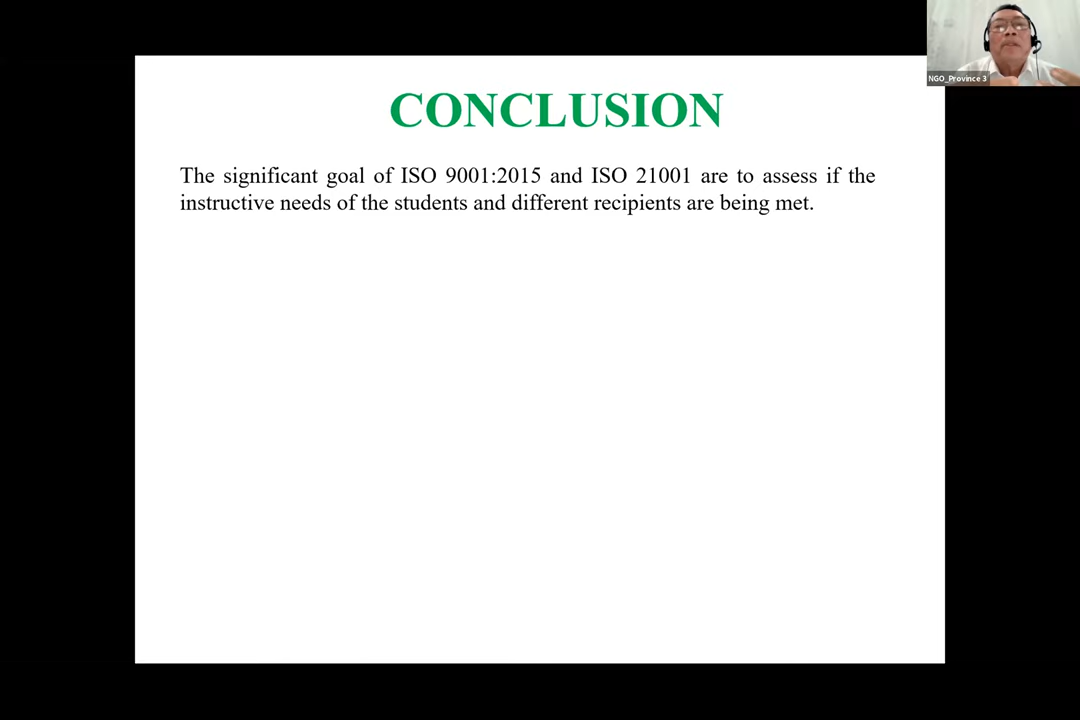 NGO_Province 3
CONCLUSION
The significant goal of ISO 9001:2015 and ISO 21001 are to assess if the
instructive needs of the students and different recipients are being met.